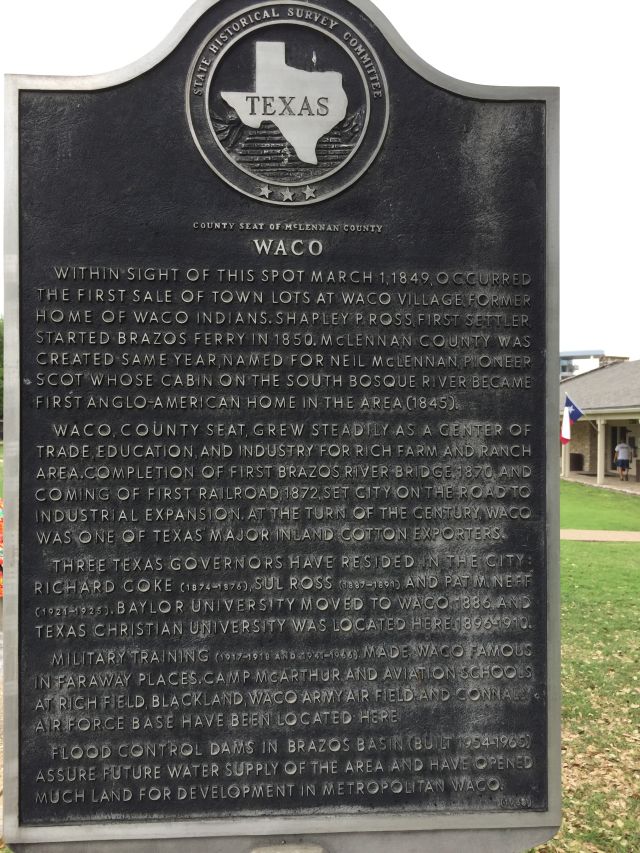 STATE HISTORICAL SURVEY COMMITTEE
TEXAS
COUNTY SEAT OF McLENNAN COUNTY
WACO
WITHIN SIGHT OF THIS SPOT MARCH 1, 1849, OCCURRED
THE FIRST SALE OF TOWN LOTS AT WACO VILLAGE, FORMER
HOME OF WACO INDIANS. SHAPLEY P. ROSS, FIRST SETTLER,
STARTED BRAZOS FERRY IN 1850. McLENNAN COUNTY WAS
CREATED SAME YEAR, NAMED FOR NEIL McLENNAN, PIONEER
SCOT WHOSE CABIN ON THE SOUTH BOSQUE RIVER BECAME
FIRST ANGLO-AMERICAN HOME IN THE AREA (1845).
WACO, COUNTY SEAT, GREW STEADILY AS A CENTER OF
TRADE, EDUCATION, AND INDUSTRY FOR RICH FARM AND RANCH
AREA. COMPLETION OF FIRST BRAZOS RIVER BRIDGE, 1870, AND
COMING OF FIRST RAILROAD, 1872, SET CITY ON THE ROAD TO
INDUSTRIAL EXPANSION. AT THE TURN OF THE CENTURY, WACO
WAS ONE OF TEXAS' MAJOR INLAND COTTON EXPORTERS.
THREE TEXAS GOVERNORS HAVE RESIDED IN THE CITY:
RICHARD COKE (1874-1876), SUL ROSS (1887-1891) AND PAT M. NEFF
(1921-1925). BAYLOR UNIVERSITY MOVED TO WACO, 1886, AND
TEXAS CHRISTIAN UNIVERSITY WAS LOCATED HERE, 1896-1910.
MILITARY TRAINING (1917-1918 AND 1941-1966) MADE WACO FAMOUS
IN FARAWAY PLACES. CAMP McARTHUR AND AVIATION SCHOOLS
AT RICH FIELD, BLACKLAND, WACO ARMY AIR FIELD AND CONNALLY
AIR FORCE BASE HAVE BEEN LOCATED HERE.
FLOOD CONTROL DAMS IN BRAZOS BASIN (BUILT 1954-1965)
ASSURE FUTURE WATER SUPPLY OF THE AREA AND HAVE OPENED
MUCH LAND FOR DEVELOPMENT IN METROPOLITAN WACO.